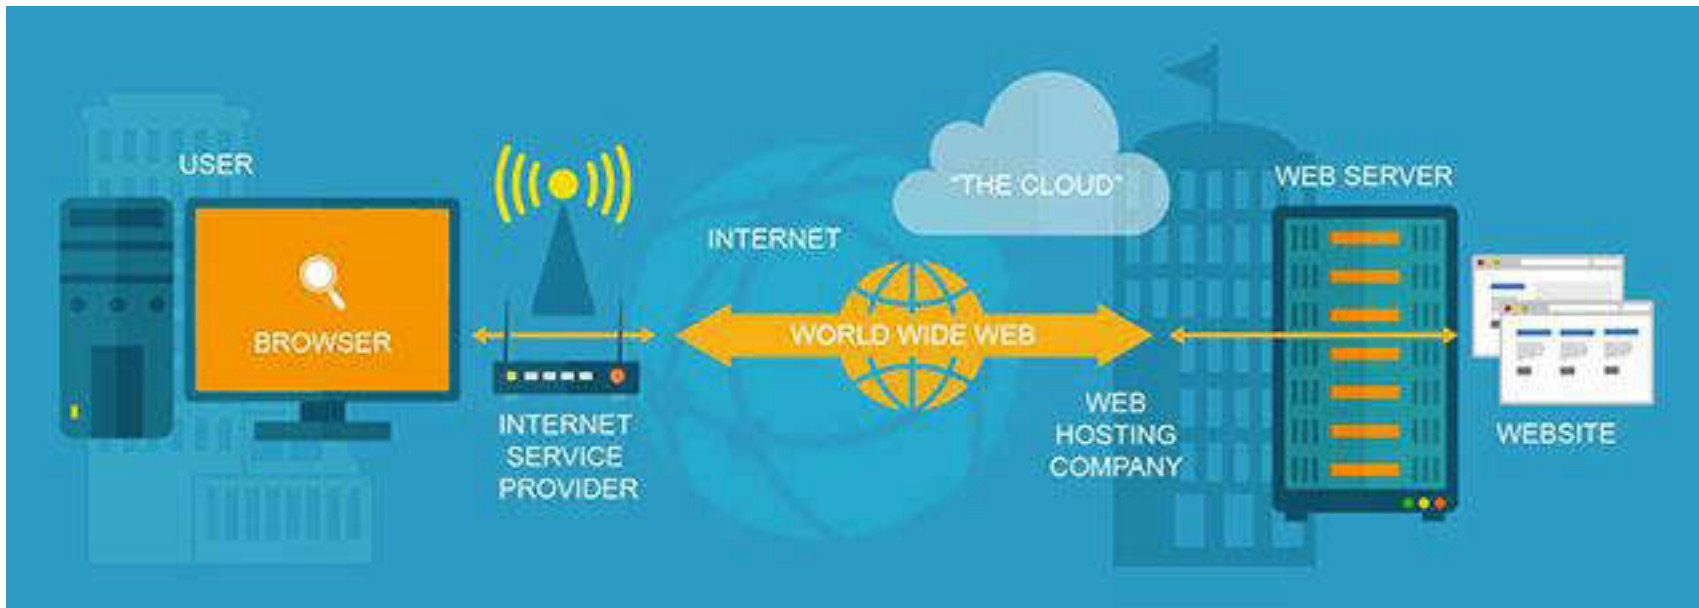 USER
BROWSER
INTERNET
SERVICE
PROVIDER
INTERNET
WORLD WIDE WEB
"THE CLOUD"
WEB
HOSTING
COMPANY
WEB SERVER
WEBSITE